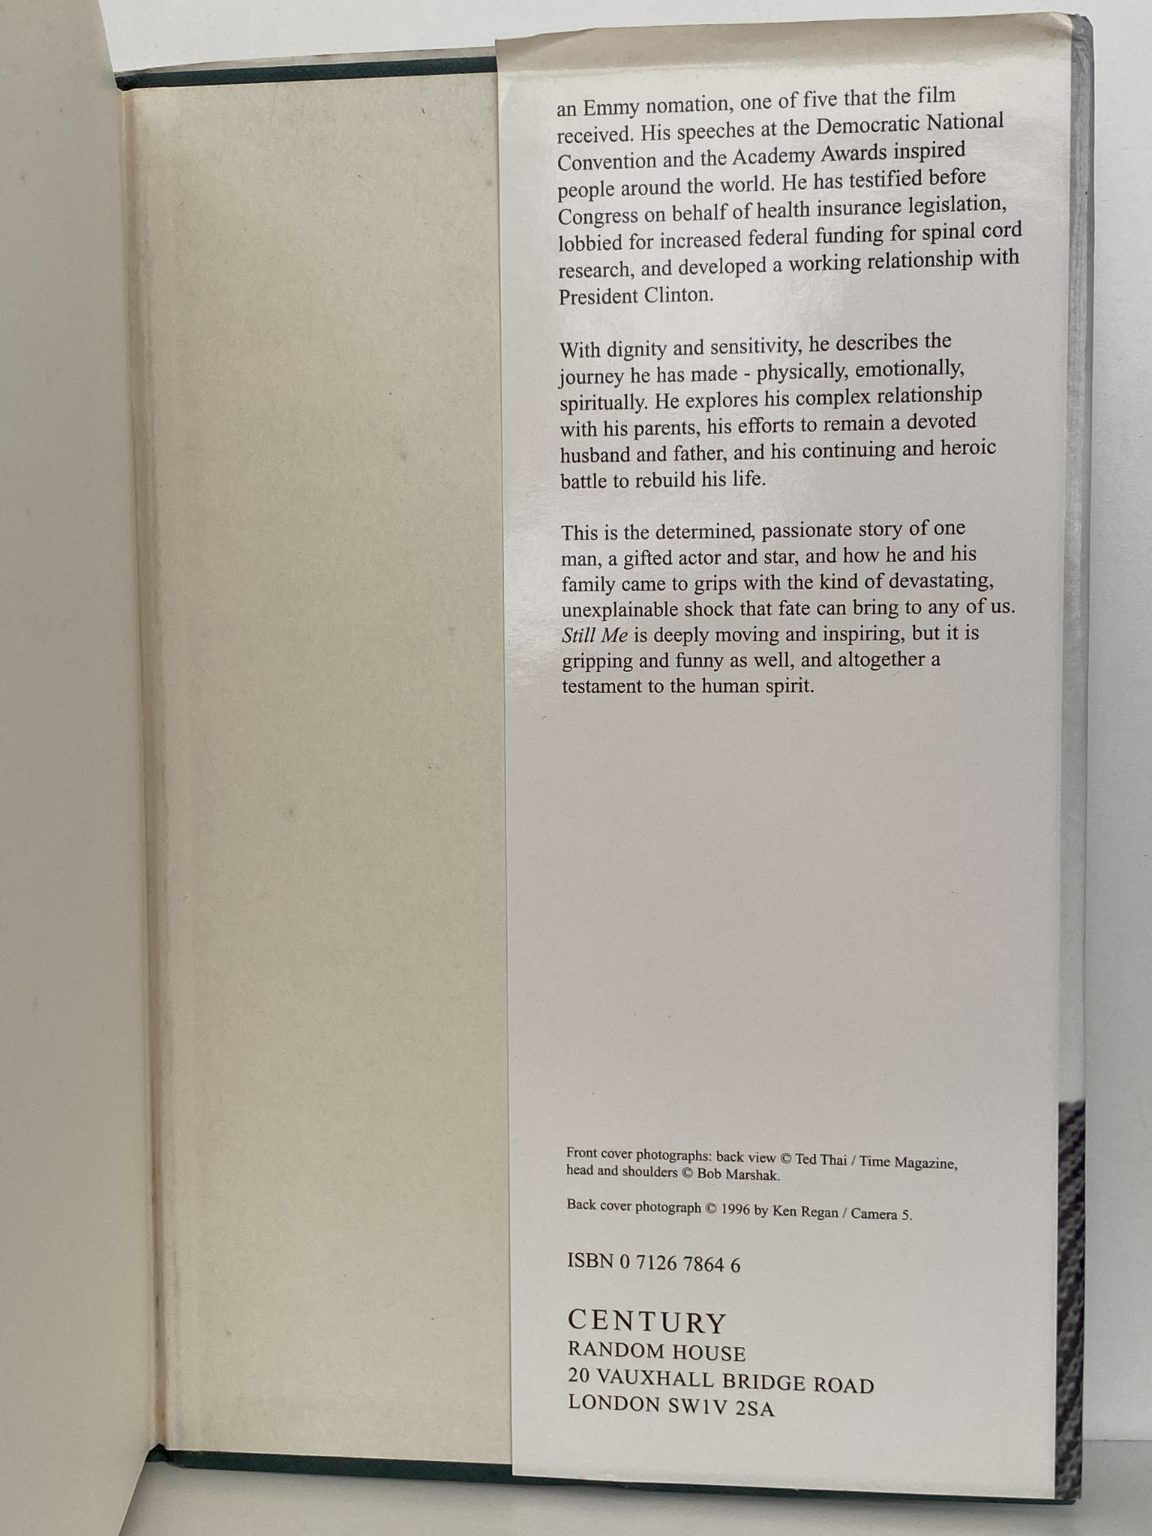 an Emmy nomation, one of five that the film
received. His speeches at the Democratic National
Convention and the Academy Awards inspired
people around the world. He has testified before
Congress on behalf of health insurance legislation,
lobbied for increased federal funding for spinal cord
research, and developed a working relationship with
President Clinton.
With dignity and sensitivity, he describes the
journey he has made - physically, emotionally,
spiritually. He explores his complex relationship
with his parents, his efforts to remain a devoted
husband and father, and his continuing and heroic
battle to rebuild his life.
This is the determined, passionate story of one
man, a gifted actor and star, and how he and his
family came to grips with the kind of devastating,
unexplainable shock that fate can bring to any of us.
Still Me is deeply moving and inspiring, but it is
gripping and funny as well, and altogether a
testament to the human spirit.
Front cover photographs: back view © Ted Thai / Time Magazine,
head and shoulders © Bob Marshak.
Back cover photograph © 1996 by Ken Regan / Camera 5.
ISBN 0 7126 7864 6
CENTURY
RANDOM HOUSE
20 VAUXHALL BRIDGE ROAD
LONDON SW1V 2SA